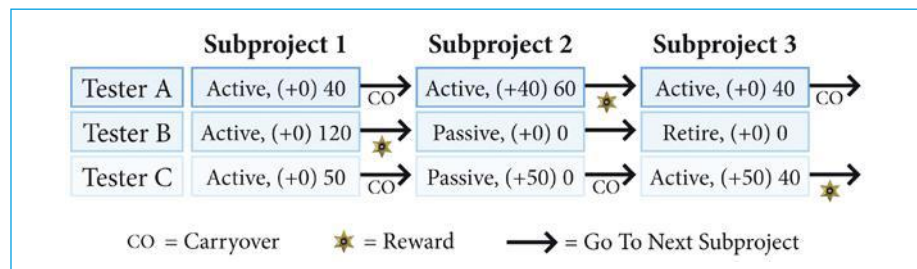 Subproject 1 Subproject 2 Subproject 3
Tester A Active, (+0) 40 CO Active, (+40) 60 Active, (+0) 40 CO
Tester B Active, (+0) 120 Passive, (+0) 0 Retire, (+0) 0
Tester C Active, (+0) 50 CO Passive, (+50) 0 CO Active, (+50) 40
CO = Carryover = Reward = Go To Next Subproject